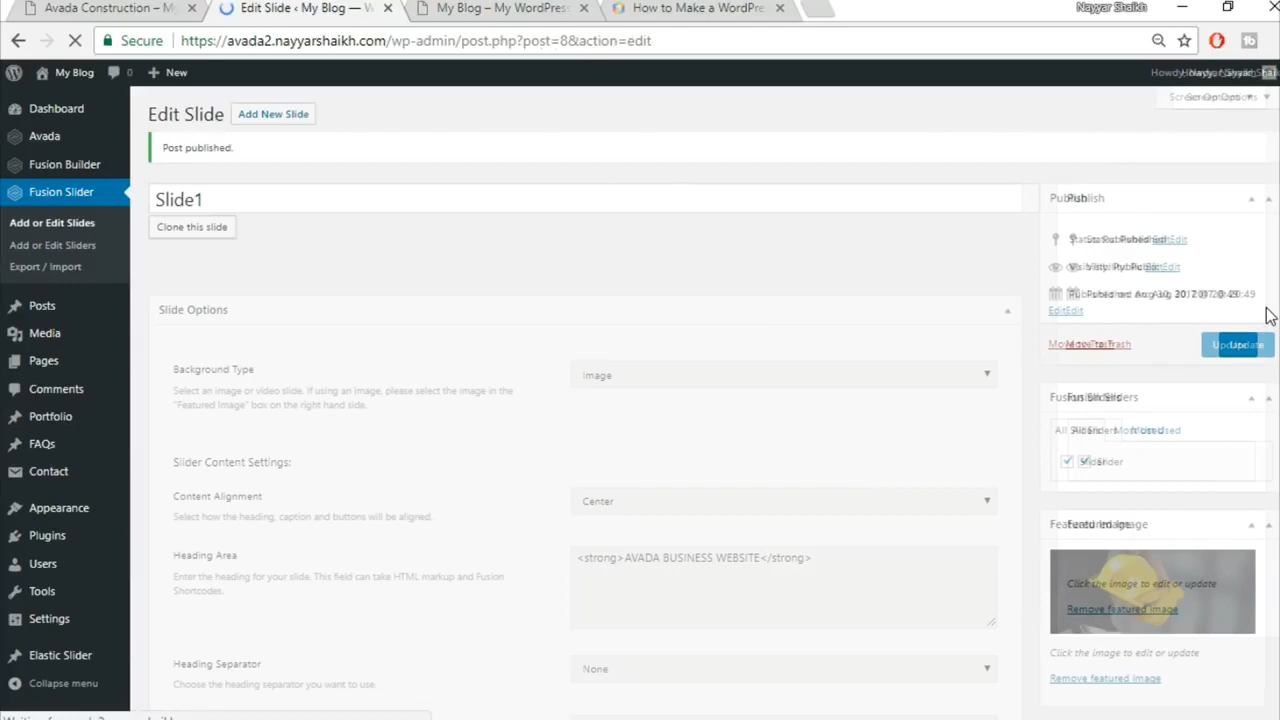 Avada Construction – M
Edit Slide ‹ My Blog — W
My Blog – My WordPress
How to Make a WordPre
Nayyar Shaikh
Secure
https://avada2.nayyarshaikh.com/wp-admin/post.php?post=8&action=edit
My Blog
0
New
Howdy, Nayyar Shaikh
Screen Options
Dashboard
Avada
Fusion Builder
Fusion Slider
Add or Edit Slides
Add or Edit Sliders
Export / Import
Posts
Media
Pages
Comments
Portfolio
FAQs
Contact
Appearance
Plugins
Users
Tools
Settings
Elastic Slider
Collapse menu
Edit Slide
Add New Slide
Post published.
Slide1
Clone this slide
Slide Options
Background Type
Select an image or video slide. If using an image, please select the image in the
"Featured Image" box on the right hand side.
Image
Slider Content Settings:
Content Alignment
Select how the heading, caption and buttons will be aligned.
Center
Heading Area
Enter the heading for your slide. This field can take HTML markup and Fusion
Shortcodes.
<strong>AVADA BUSINESS WEBSITE</strong>
Heading Separator
Choose the heading separator you want to use.
None
Publish
Status: Published Edit
Visibility: Public Edit
Edit
Move to Trash
Update
Fusion Sliders
All Sliders
Most Used
Slider
Featured Image
Click the image to edit or update
Remove featured image
Click the image to edit or update
Remove featured image